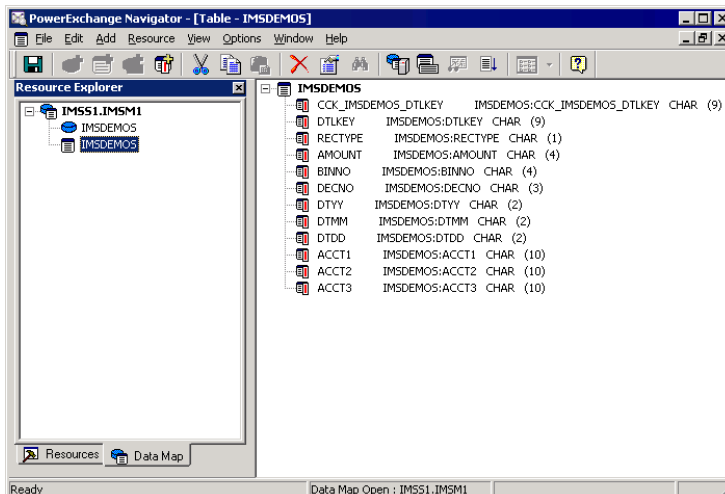 PowerExchange Navigator - [Table - IMSDEMOS]
File Edit Add Resource View Options Window Help
Resource Explorer
IMSS1.IMSM1
IMSDEMOS
IMSDEMOS
Resources Data Map
IMSDEMOS
CCK_IMSDEMOS_DTLKEY IMSDEMOS:CCK_IMSDEMOS_DTLKEY CHAR (9)
DTLKEY IMSDEMOS:DTLKEY CHAR (9)
RECTYPE IMSDEMOS:RECTYPE CHAR (1)
AMOUNT IMSDEMOS:AMOUNT CHAR (4)
BINNO IMSDEMOS:BINNO CHAR (4)
DECNO IMSDEMOS:DECNO CHAR (3)
DTYY IMSDEMOS:DTYY CHAR (2)
DTMM IMSDEMOS:DTMM CHAR (2)
DTDD IMSDEMOS:DTDD CHAR (2)
ACCT1 IMSDEMOS:ACCT1 CHAR (10)
ACCT2 IMSDEMOS:ACCT2 CHAR (10)
ACCT3 IMSDEMOS:ACCT3 CHAR (10)
Ready Data Map Open : IMSS1.IMSM1